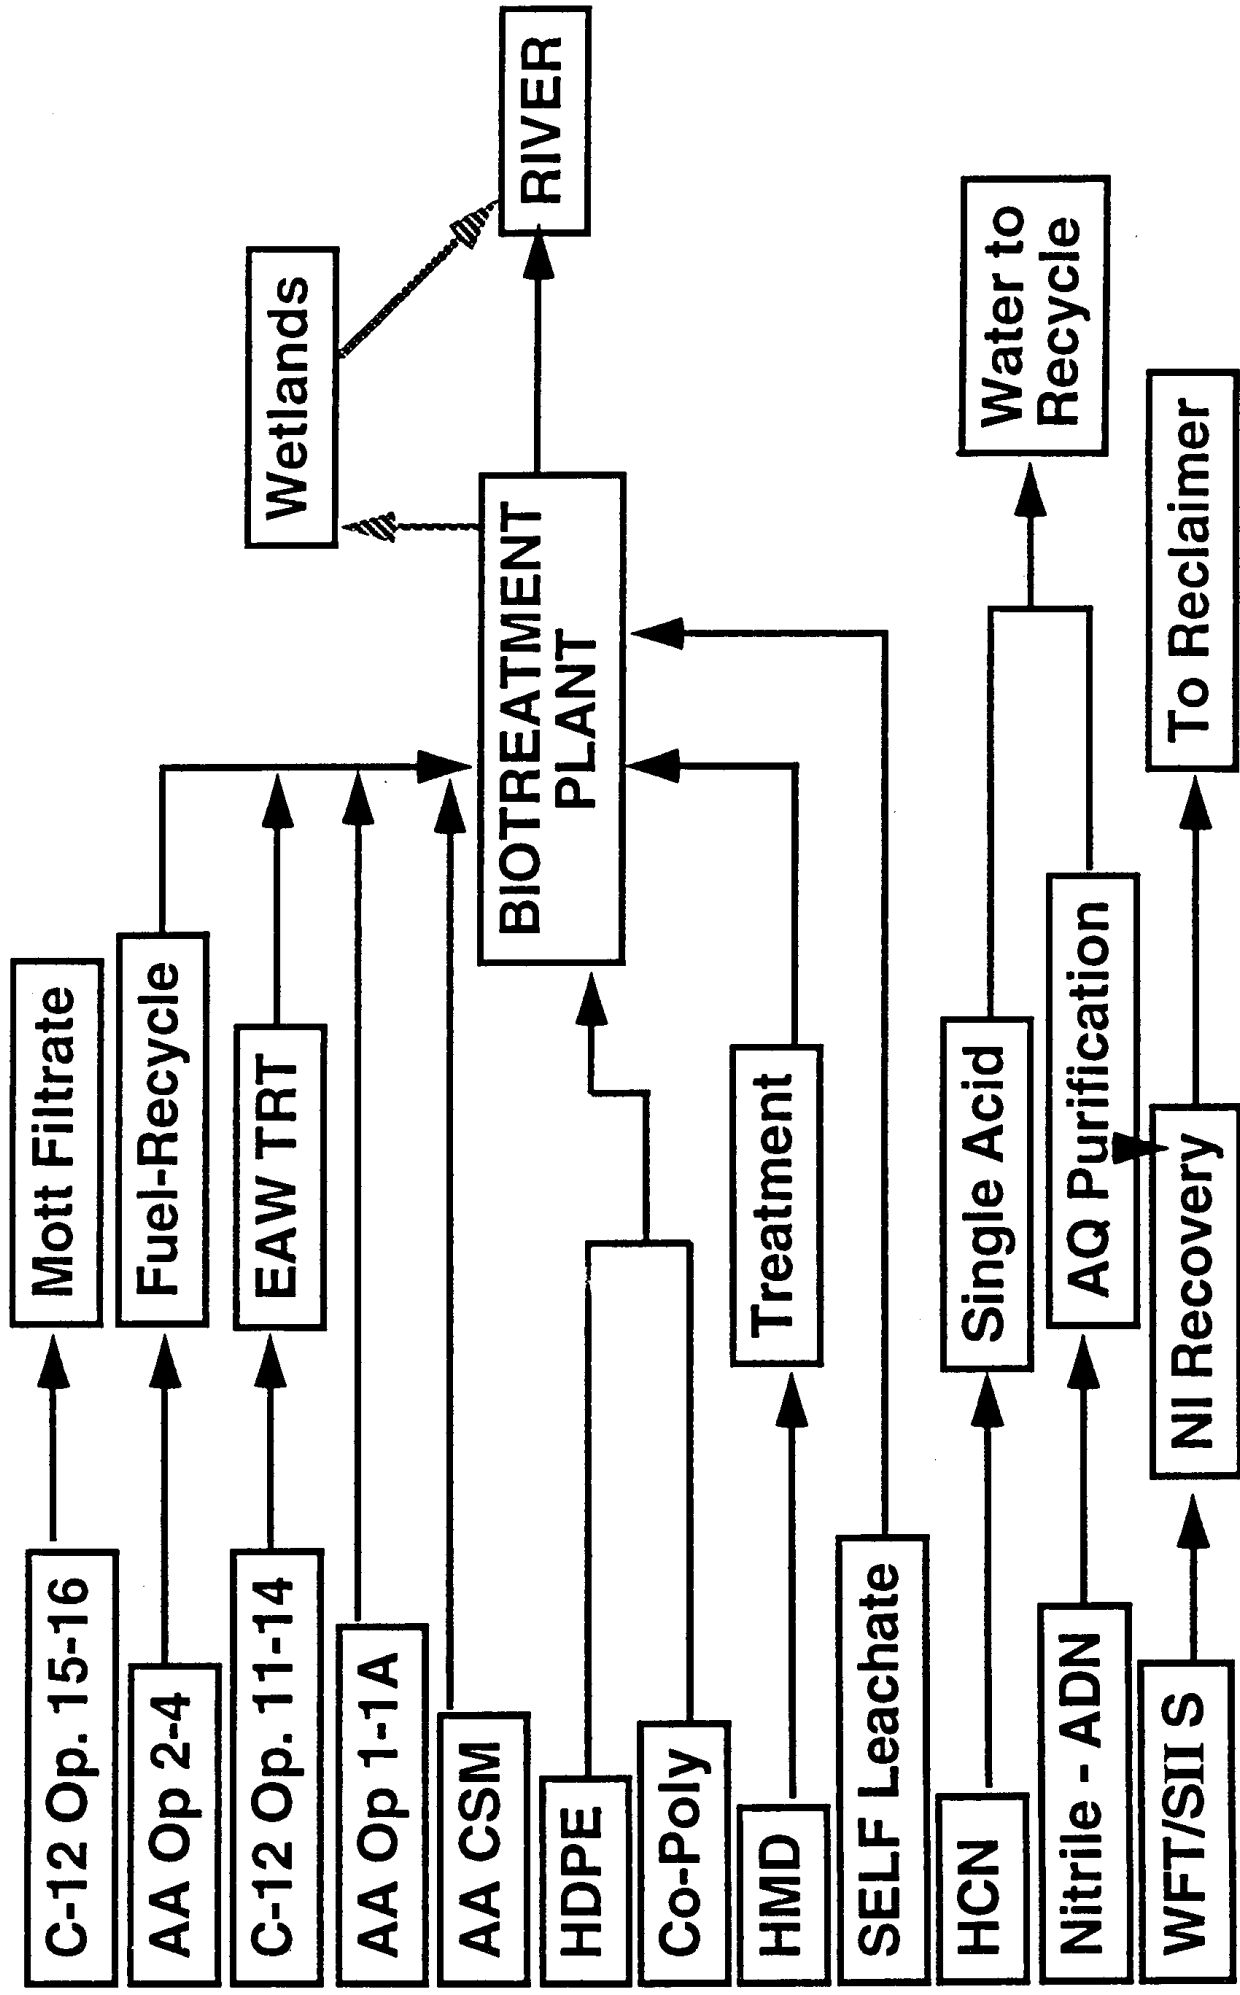 C-12 Op. 15-16
Mott Filtrate
AA Op 2-4
Fuel-Recycle
C-12 Op. 11-14
EAW TRT
AA Op 1-1A
AA CSM
HDPE
Co-Poly
HMD
Treatment
SELF Leachate
BIOTREATMENT
PLANT
Wetlands
RIVER
HCN
Single Acid
Nitrile - ADN
AQ Purification
Water to
Recycle
WFT/SII S
NI Recovery
To Reclaimer